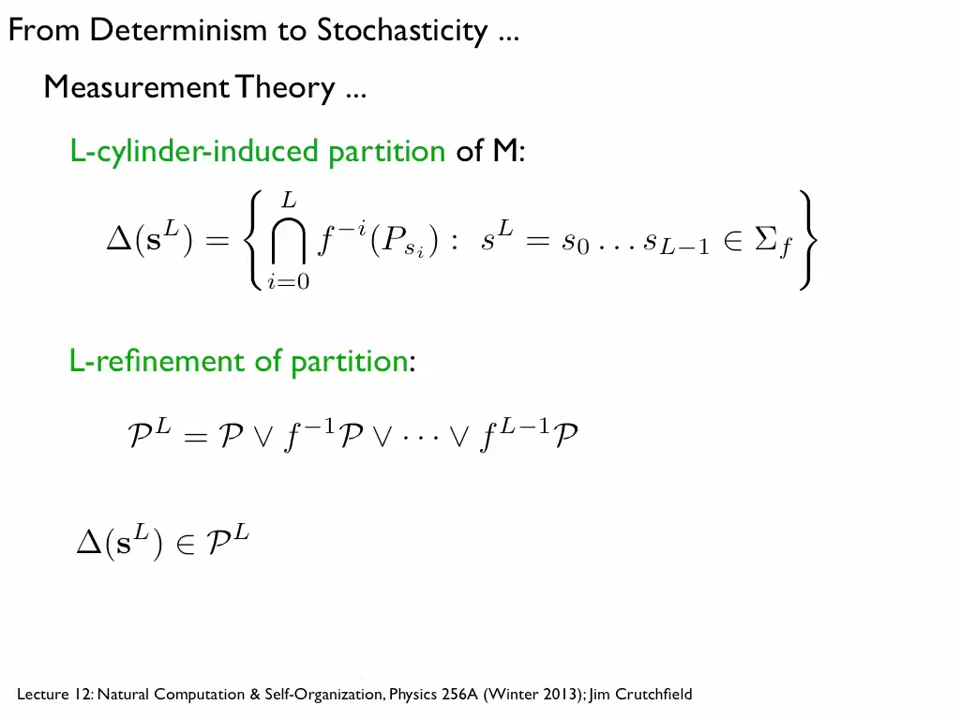 From Determinism to Stochasticity ...
Measurement Theory ...
L-cylinder-induced partition of M:
Δ(s^L) = { ⋂_{i=0}^{L} f^{−i}(P_{s_i}) : s^L = s_0 … s_{L−1} ∈ Σ_f }
L-refinement of partition:
𝒫^L = 𝒫 ∨ f^{−1}𝒫 ∨ ⋯ ∨ f^{L−1}𝒫
Δ(s^L) ∈ 𝒫^L
Lecture 12: Natural Computation & Self-Organization, Physics 256A (Winter 2013); Jim Crutchfield